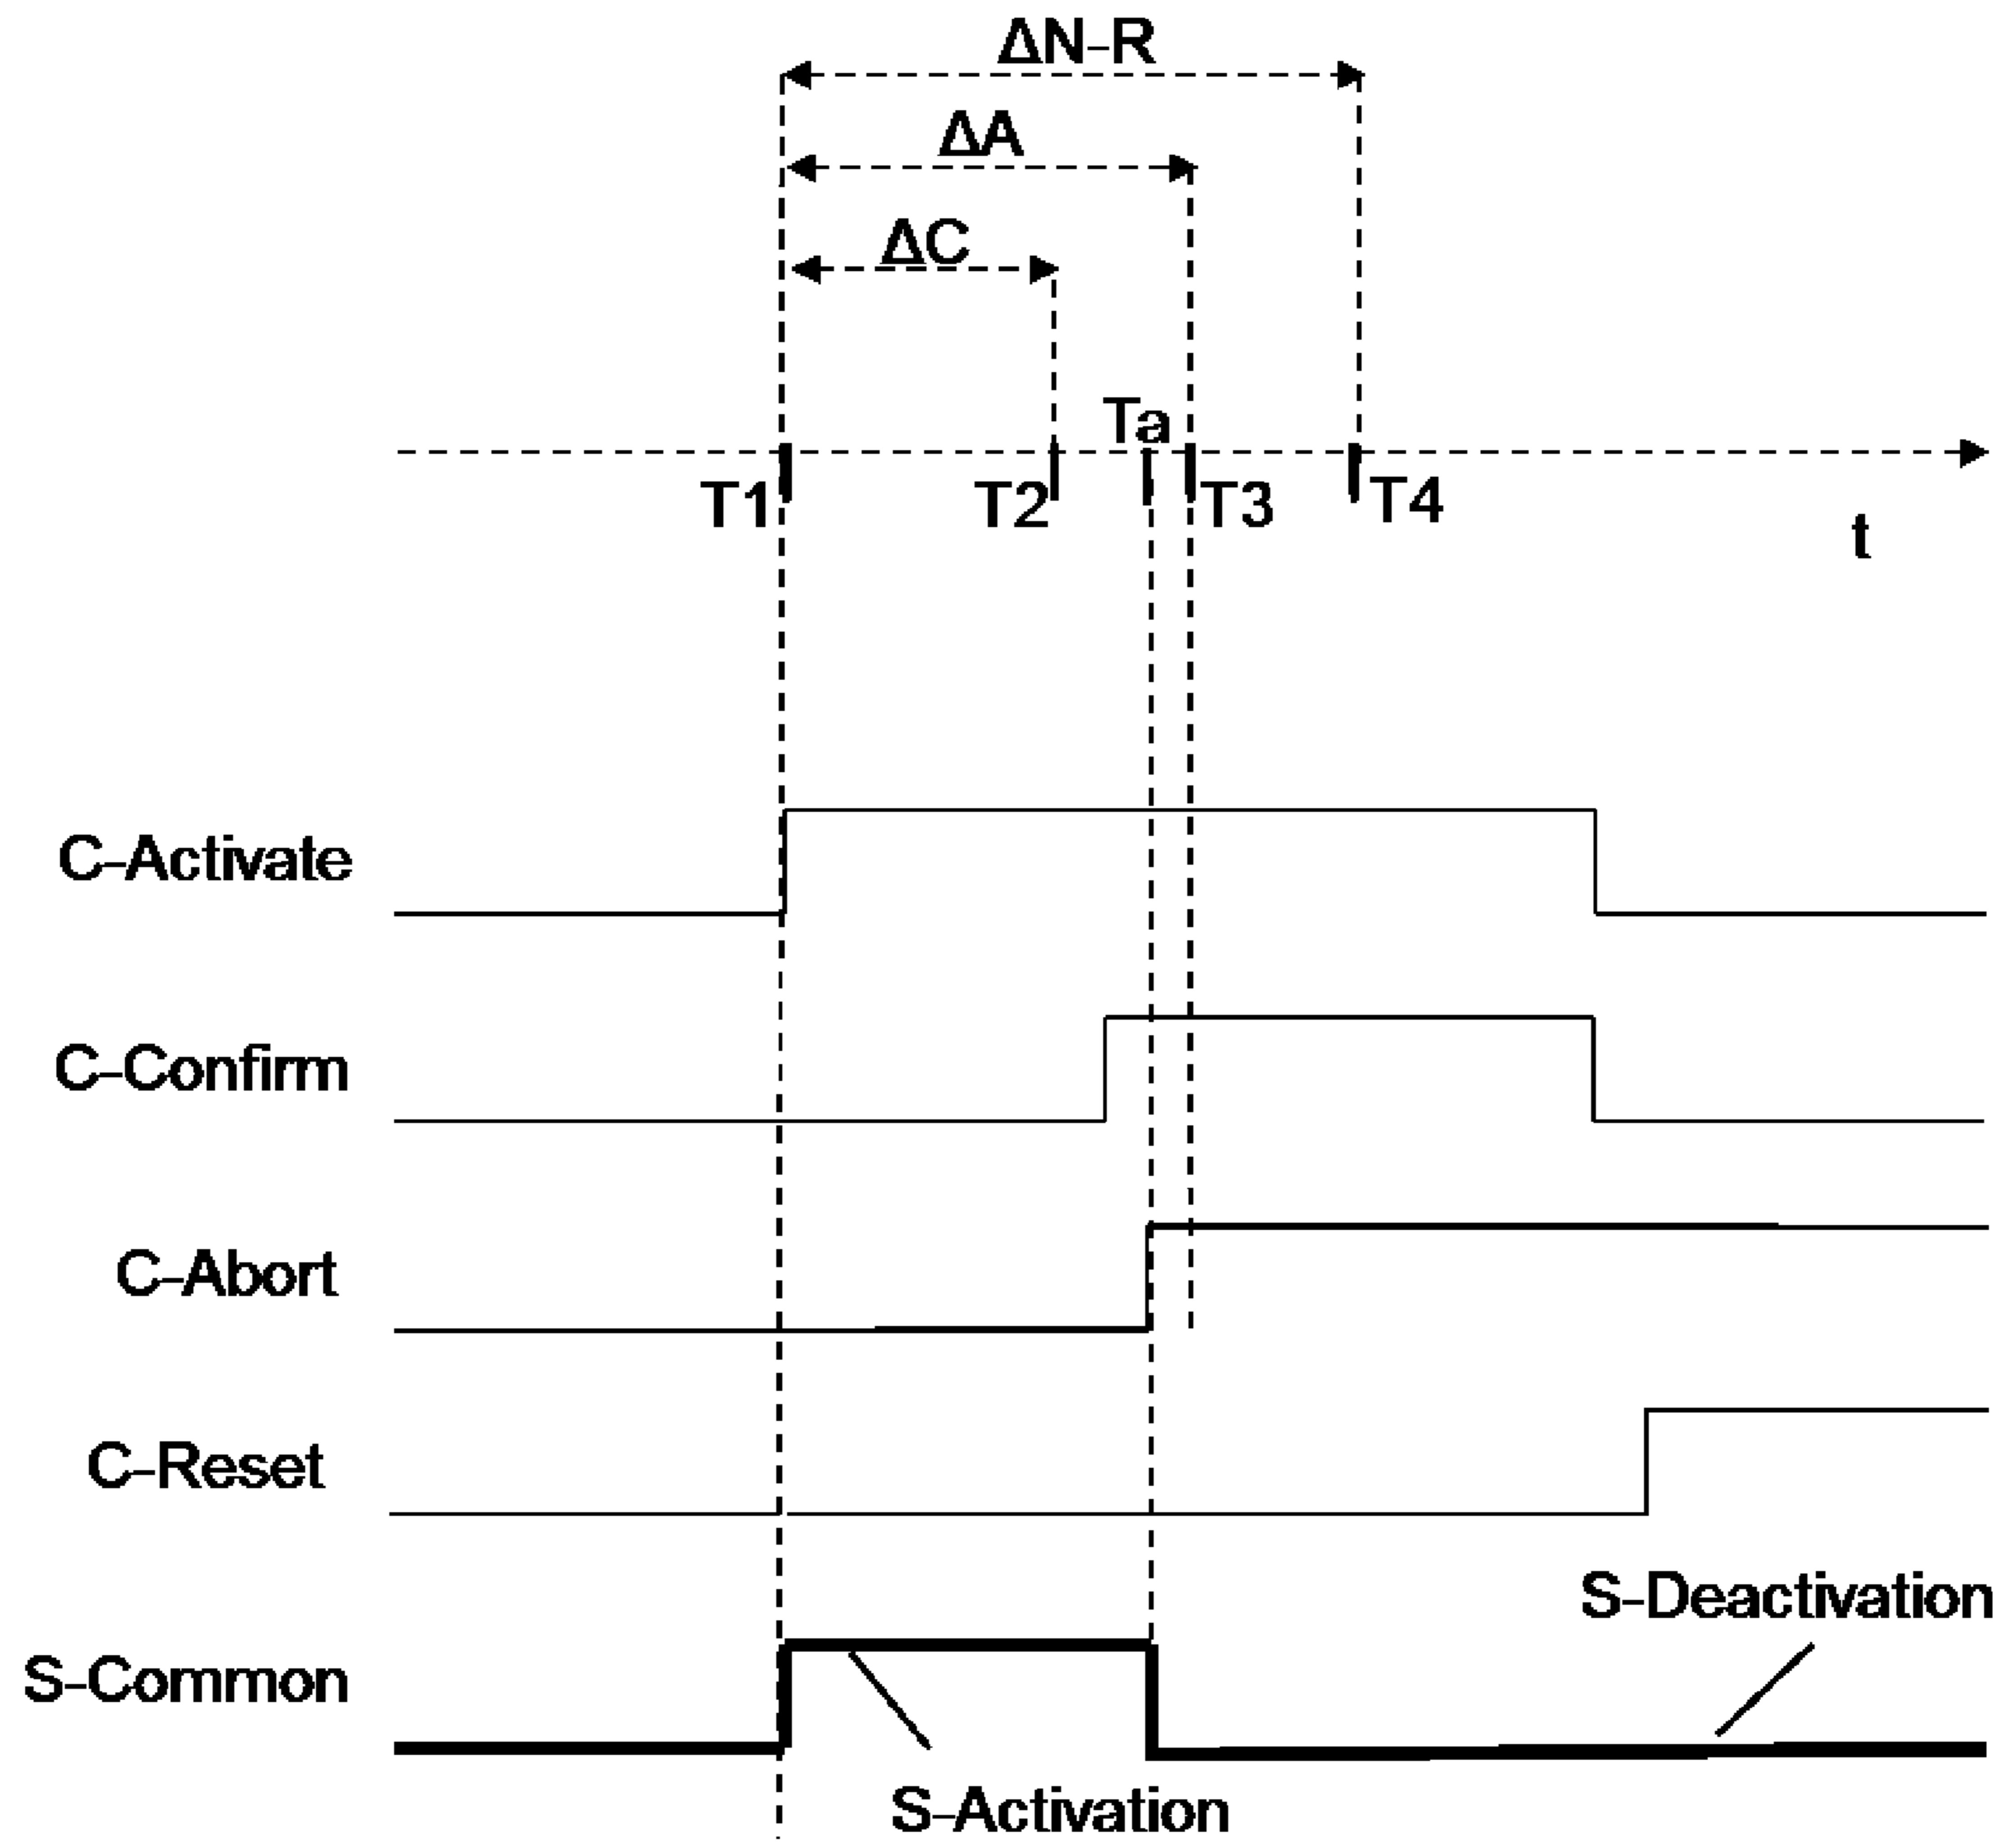 ΔN-R
ΔA
ΔC
Ta
T1 T2 T3 T4
t
C-Activate
C-Confirm
C-Abort
C-Reset
S-Deactivation
S-Common
S-Activation